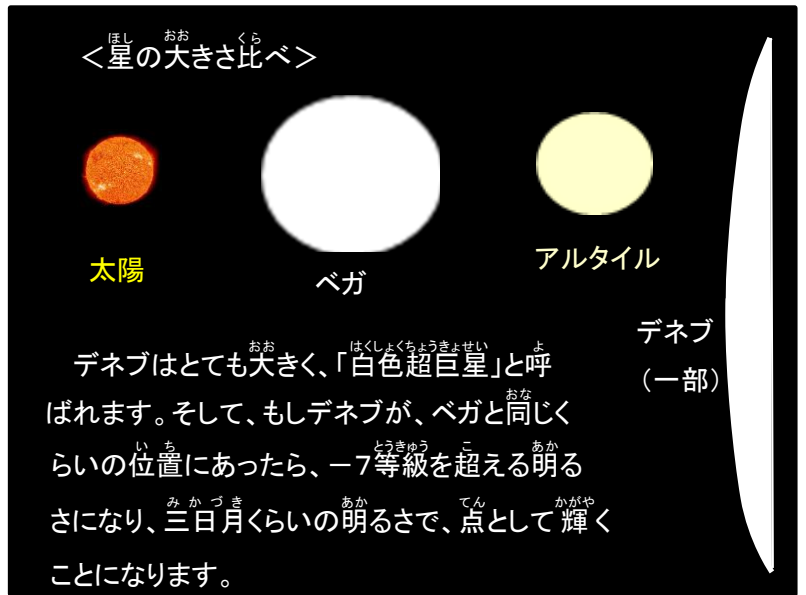 ＜星の大きさ比べ＞
太陽
ベガ
アルタイル
デネブ
（一部）
デネブはとても大きく、「白色超巨星」と呼
ばれます。そして、もしデネブが、ベガと同じく
らいの位置にあったら、－7等級を超える明る
さになり、三日月くらいの明るさで、点として輝く
ことになります。